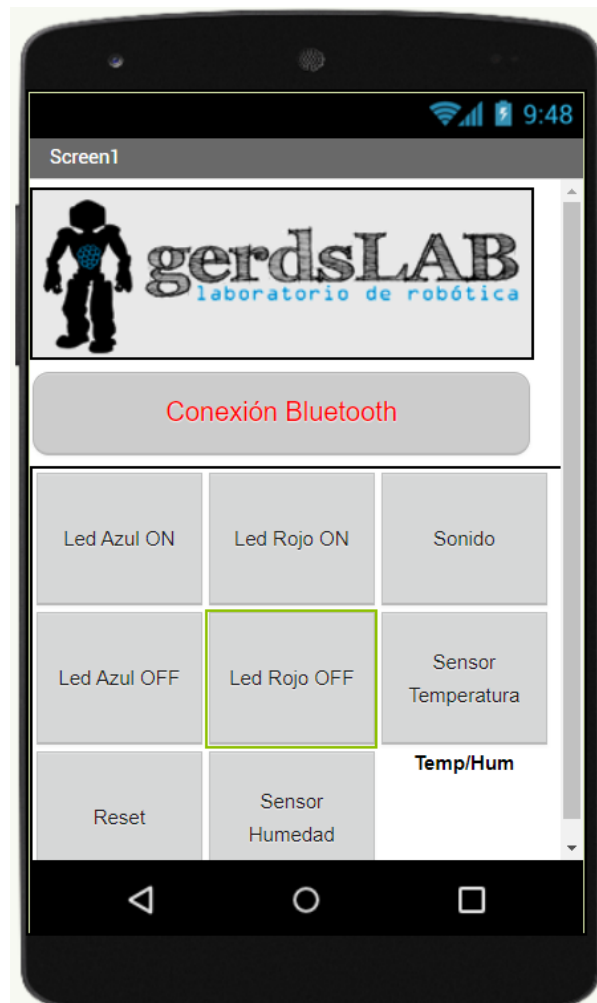 9:48
Screen1
gerdsLAB
laboratorio de robótica
Conexión Bluetooth
Led Azul ON
Led Rojo ON
Sonido
Led Azul OFF
Led Rojo OFF
Sensor
Temperatura
Reset
Sensor
Humedad
Temp/Hum